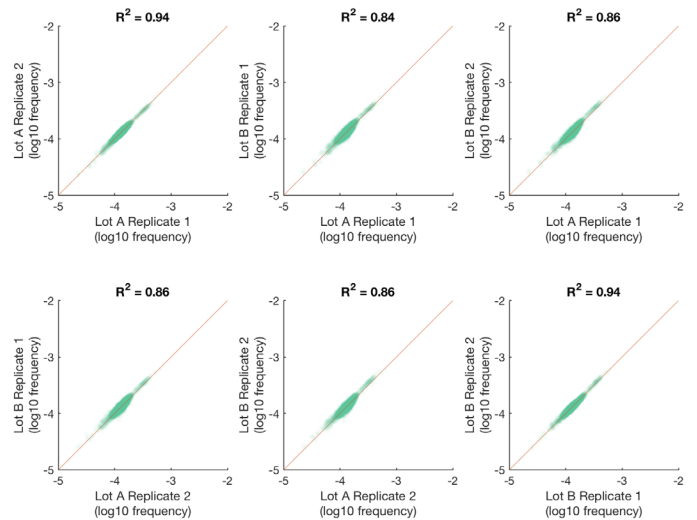 R² = 0.94
-2
-3
-4
-5
Lot A Replicate 2
(log10 frequency)
-5 -4 -3 -2
Lot A Replicate 1
(log10 frequency)
R² = 0.84
-2
-3
-4
-5
Lot B Replicate 1
(log10 frequency)
-5 -4 -3 -2
Lot A Replicate 1
(log10 frequency)
R² = 0.86
-2
-3
-4
-5
Lot B Replicate 2
(log10 frequency)
-5 -4 -3 -2
Lot A Replicate 1
(log10 frequency)
R² = 0.86
-2
-3
-4
-5
Lot B Replicate 1
(log10 frequency)
-5 -4 -3 -2
Lot A Replicate 2
(log10 frequency)
R² = 0.86
-2
-3
-4
-5
Lot B Replicate 2
(log10 frequency)
-5 -4 -3 -2
Lot A Replicate 2
(log10 frequency)
R² = 0.94
-2
-3
-4
-5
Lot B Replicate 2
(log10 frequency)
-5 -4 -3 -2
Lot B Replicate 1
(log10 frequency)